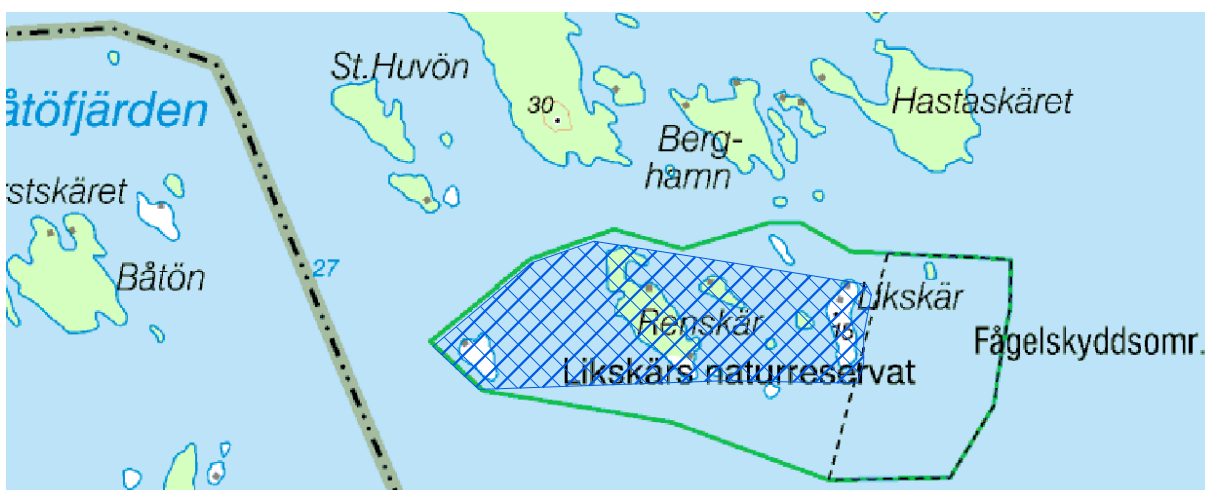 St.Huvön
30
åtöfjärden
Hastaskäret
Berg-
hamn
rstskäret
Båtön
27
Likskär
Renskär
15
Fågelskyddsomr.
Likskärs naturreservat